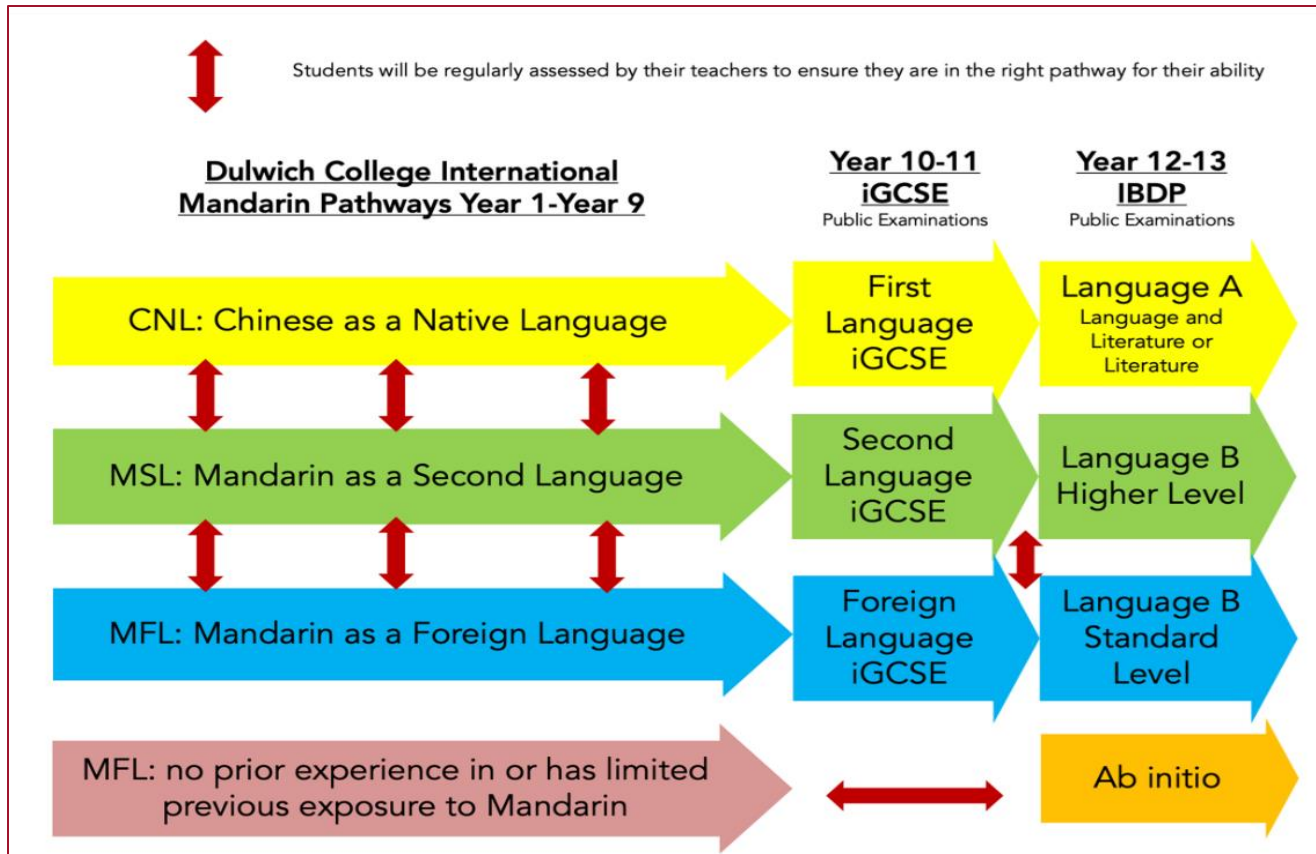 Students will be regularly assessed by their teachers to ensure they are in the right pathway for their ability
Dulwich College International
Mandarin Pathways Year 1-Year 9
Year 10-11
iGCSE
Public Examinations
Year 12-13
IBDP
Public Examinations
CNL: Chinese as a Native Language
First
Language
iGCSE
Language A
Language and
Literature or
Literature
MSL: Mandarin as a Second Language
Second
Language
iGCSE
Language B
Higher Level
MFL: Mandarin as a Foreign Language
Foreign
Language
iGCSE
Language B
Standard
Level
MFL: no prior experience in or has limited
previous exposure to Mandarin
Ab initio